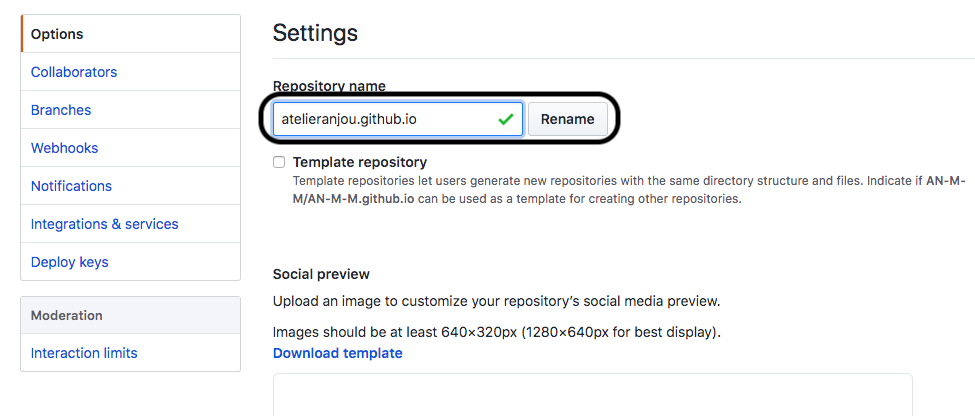 Options
Collaborators
Branches
Webhooks
Notifications
Integrations & services
Deploy keys
Moderation
Interaction limits
Settings
Repository name
atelieranjou.github.io
Rename
Template repository
Template repositories let users generate new repositories with the same directory structure and files. Indicate if AN-M-
M/AN-M-M.github.io can be used as a template for creating other repositories.
Social preview
Upload an image to customize your repository’s social media preview.
Images should be at least 640×320px (1280×640px for best display).
Download template